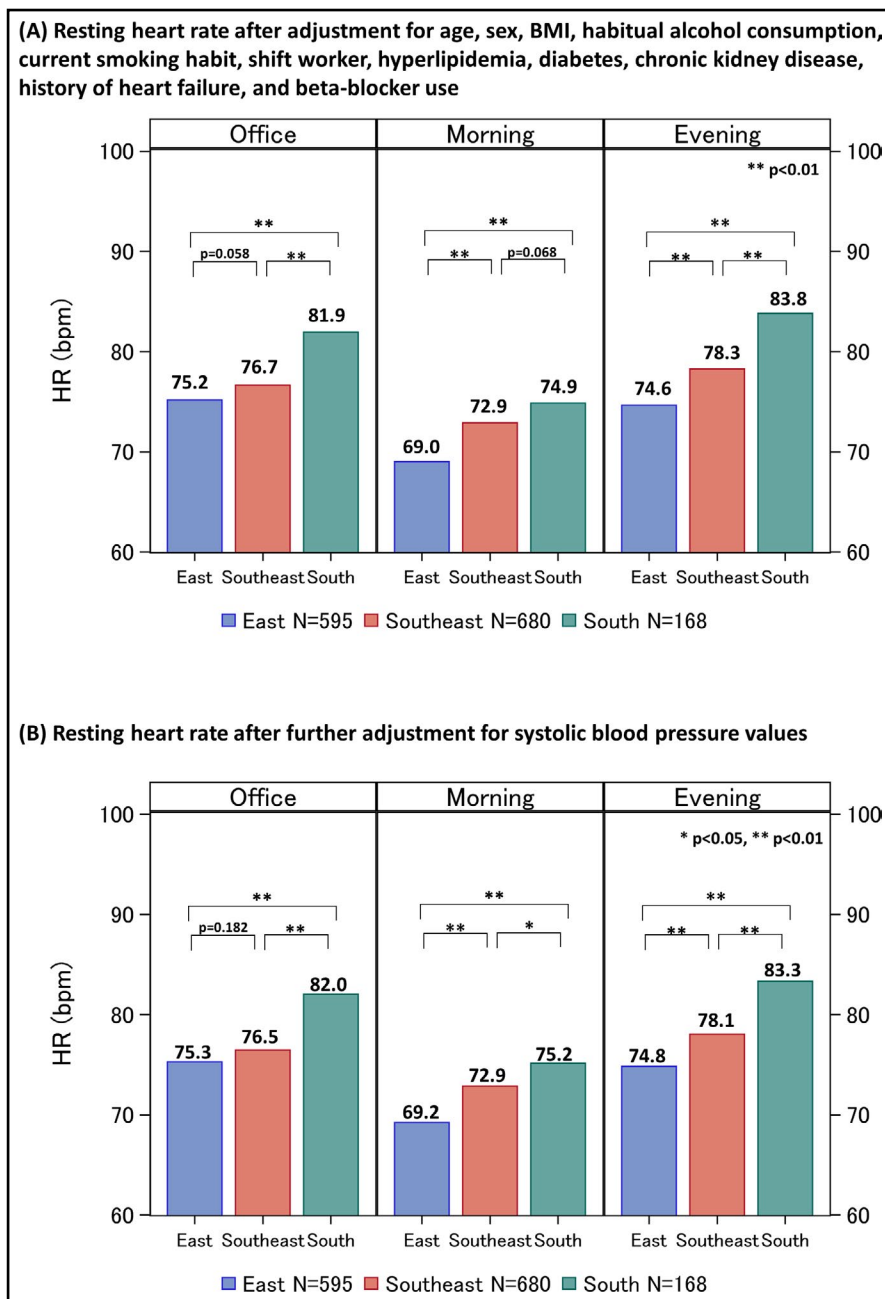 (A) Resting heart rate after adjustment for age, sex, BMI, habitual alcohol consumption,
current smoking habit, shift worker, hyperlipidemia, diabetes, chronic kidney disease,
history of heart failure, and beta-blocker use
Office Morning Evening
100 100
** p<0.01
** ** **
90 90
p=0.058 ** ** p=0.068 ** **
83.8
81.9
80 80
75.2 76.7 72.9 74.9 74.6 78.3
69.0
70 70
60 60
HR (bpm)
East Southeast South East Southeast South East Southeast South
East N=595 Southeast N=680 South N=168
(B) Resting heart rate after further adjustment for systolic blood pressure values
Office Morning Evening
100 100
* p<0.05, ** p<0.01
** ** **
90 90
p=0.182 ** ** * ** **
82.0 83.3
80 80
75.3 76.5 72.9 75.2 74.8 78.1
69.2
70 70
60 60
HR (bpm)
East Southeast South East Southeast South East Southeast South
East N=595 Southeast N=680 South N=168